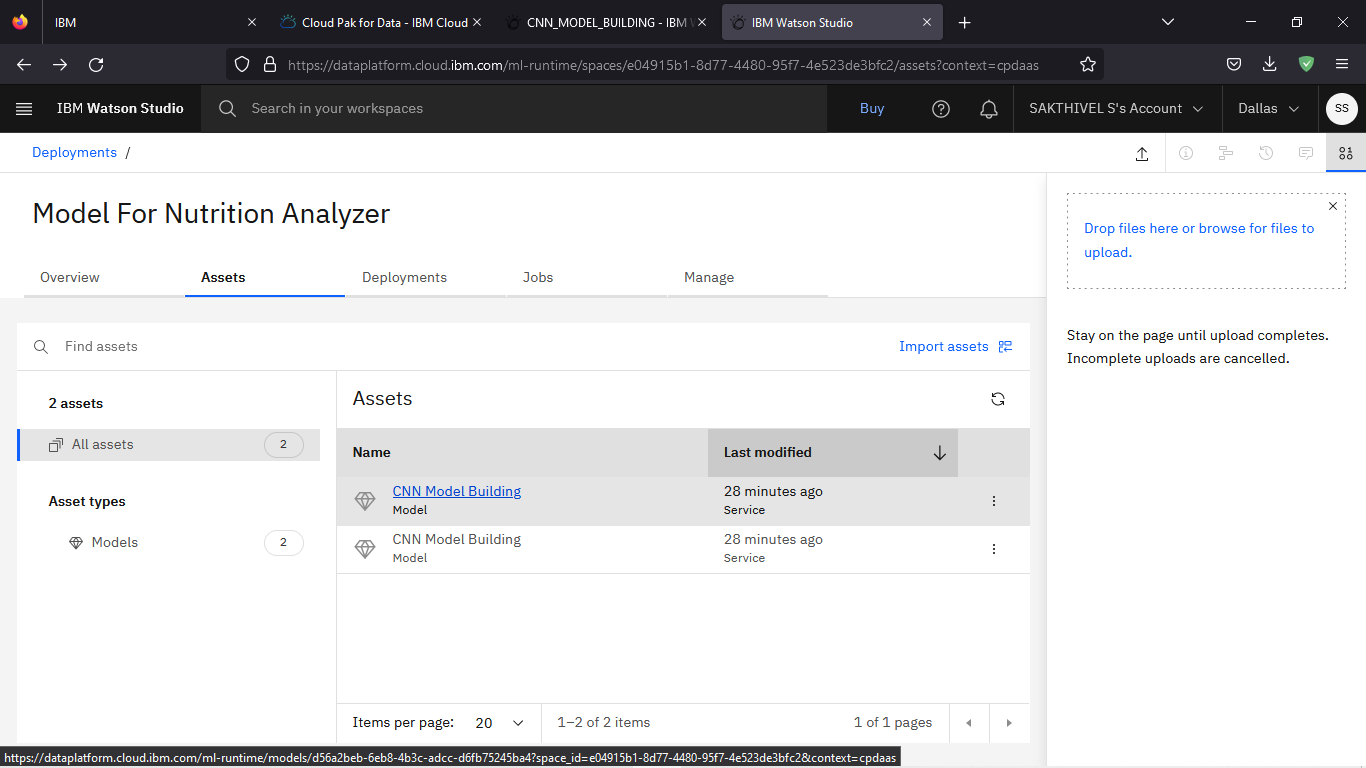 IBM
Cloud Pak for Data - IBM Cloud
CNN_MODEL_BUILDING - IBM W
IBM Watson Studio
https://dataplatform.cloud.ibm.com/ml-runtime/spaces/e04915b1-8d77-4480-95f7-4e523de3bfc2/assets?context=cpdaas
IBM Watson Studio
Search in your workspaces
Buy
SAKTHIVEL S's Account
Dallas
SS
Deployments /
Model For Nutrition Analyzer
Overview
Assets
Deployments
Jobs
Manage
Drop files here or browse for files to
upload.
Stay on the page until upload completes.
Incomplete uploads are cancelled.
Find assets
Import assets
2 assets
All assets 2
Asset types
Models 2
Assets
Name Last modified
CNN Model Building 28 minutes ago
Model Service
CNN Model Building 28 minutes ago
Model Service
Items per page: 20 1–2 of 2 items 1 of 1 pages
https://dataplatform.cloud.ibm.com/ml-runtime/models/d56a2beb-6eb8-4b3c-adcc-d6fb75245ba4?space_id=e04915b1-8d77-4480-95f7-4e523de3bfc2&context=cpdaas